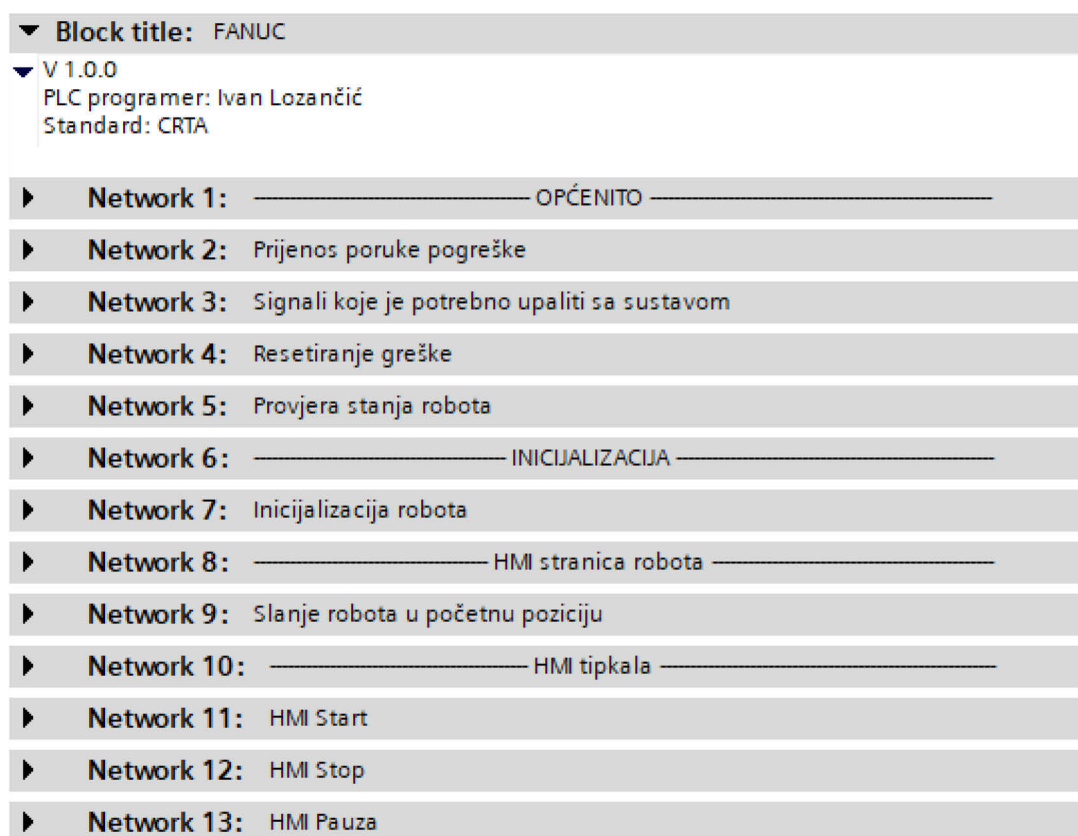 Block title: FANUC
V 1.0.0
PLC programer: Ivan Lozančić
Standard: CRTA
Network 1: ---------- OPĆENITO ----------
Network 2: Prijenos poruke pogreške
Network 3: Signali koje je potrebno upaliti sa sustavom
Network 4: Resetiranje greške
Network 5: Provjera stanja robota
Network 6: ---------- INICIJALIZACIJA ----------
Network 7: Inicijalizacija robota
Network 8: ---------- HMI stranica robota ----------
Network 9: Slanje robota u početnu poziciju
Network 10: ---------- HMI tipkala ----------
Network 11: HMI Start
Network 12: HMI Stop
Network 13: HMI Pauza